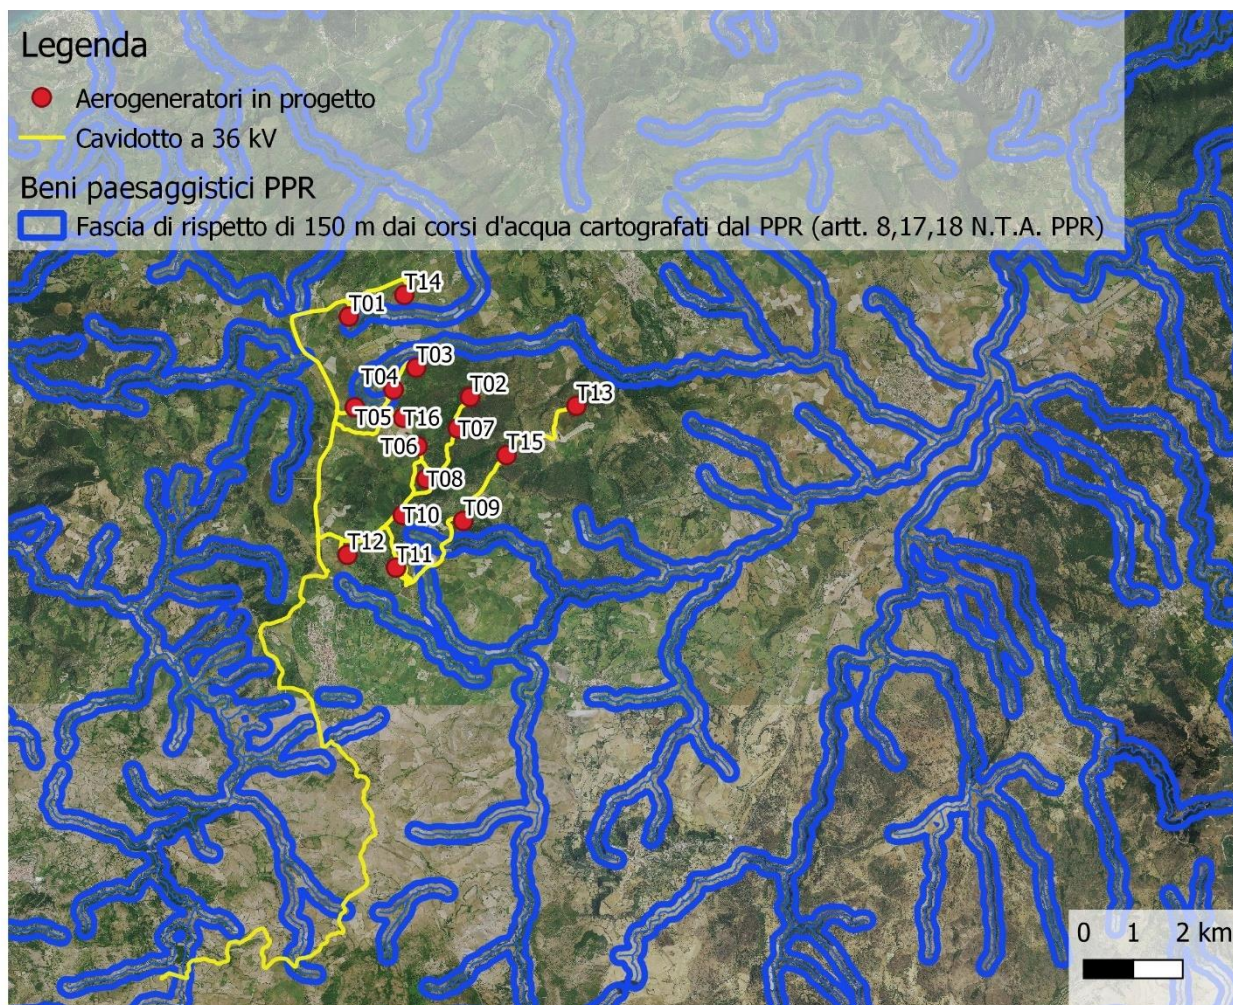 Legenda
Aerogeneratori in progetto
Cavidotto a 36 kV
Beni paesaggistici PPR
Fascia di rispetto di 150 m dai corsi d'acqua cartografati dal PPR (artt. 8,17,18 N.T.A. PPR)
T14
T01
T03
T04
T02
T13
T05
T16
T07
T06
T15
T08
T10
T09
T12
T11
0 1 2 km